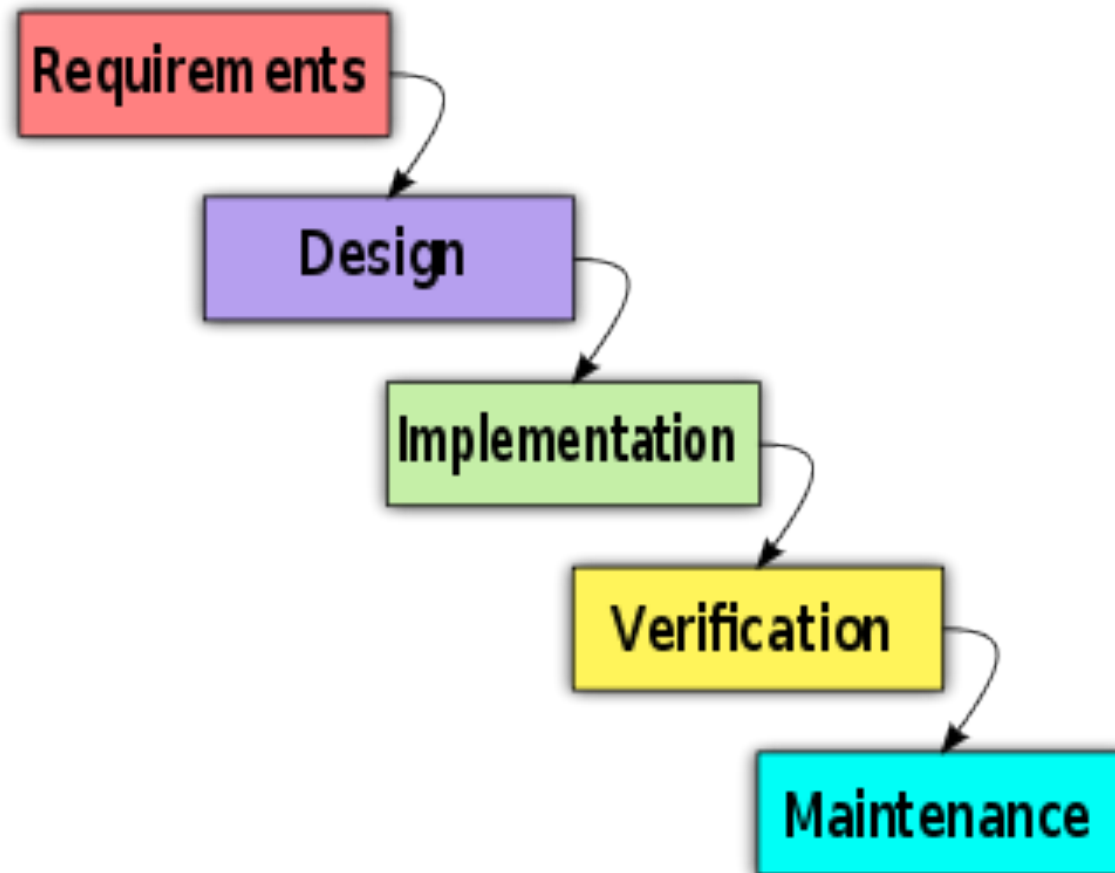 Requirements
Design
Implementation
Verification
Maintenance